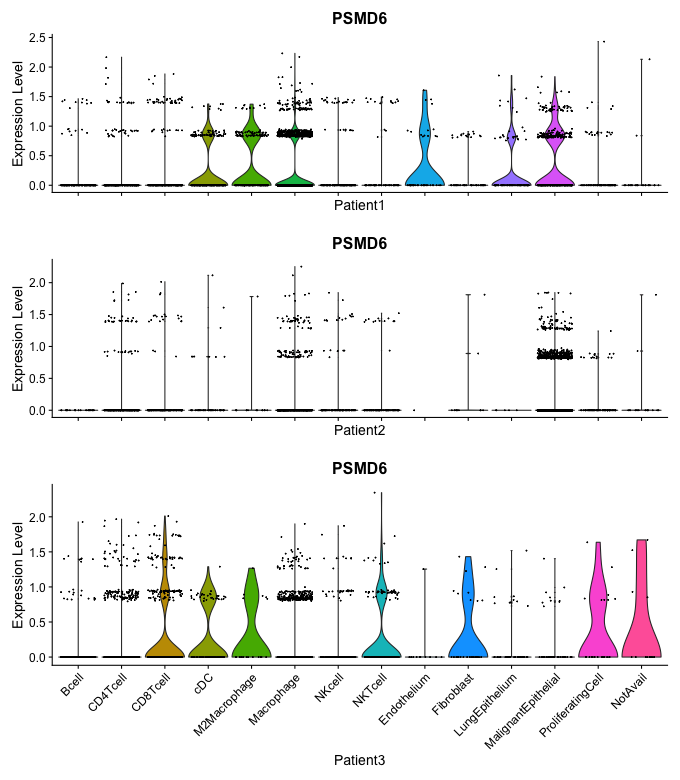 PSMD6
Expression Level
2.5
2.0
1.5
1.0
0.5
0.0
Patient1
PSMD6
Expression Level
2.0
1.5
1.0
0.5
0.0
Patient2
PSMD6
Expression Level
2.0
1.5
1.0
0.5
0.0
Bcell
CD4Tcell
CD8Tcell
cDC
M2Macrophage
Macrophage
NKcell
NKTcell
Endothelium
Fibroblast
LungEpithelium
MalignantEpithelial
ProliferatingCell
NotAvail
Patient3